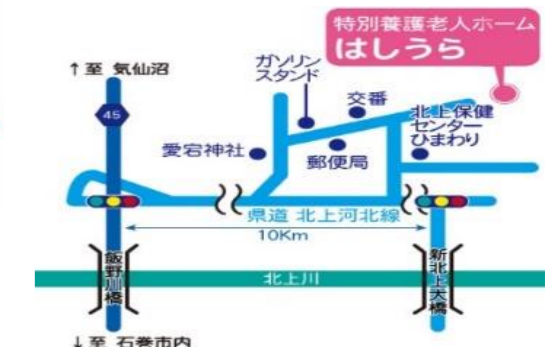 特別養護老人ホーム
はしうら
↑至 気仙沼
ガソリン
スタンド
45
交番
北上保健
センター
ひまわり
愛宕神社
郵便局
県道 北上河北線
10Km
飯野川橋
北上川
新北上大橋
↓至 石巻市内